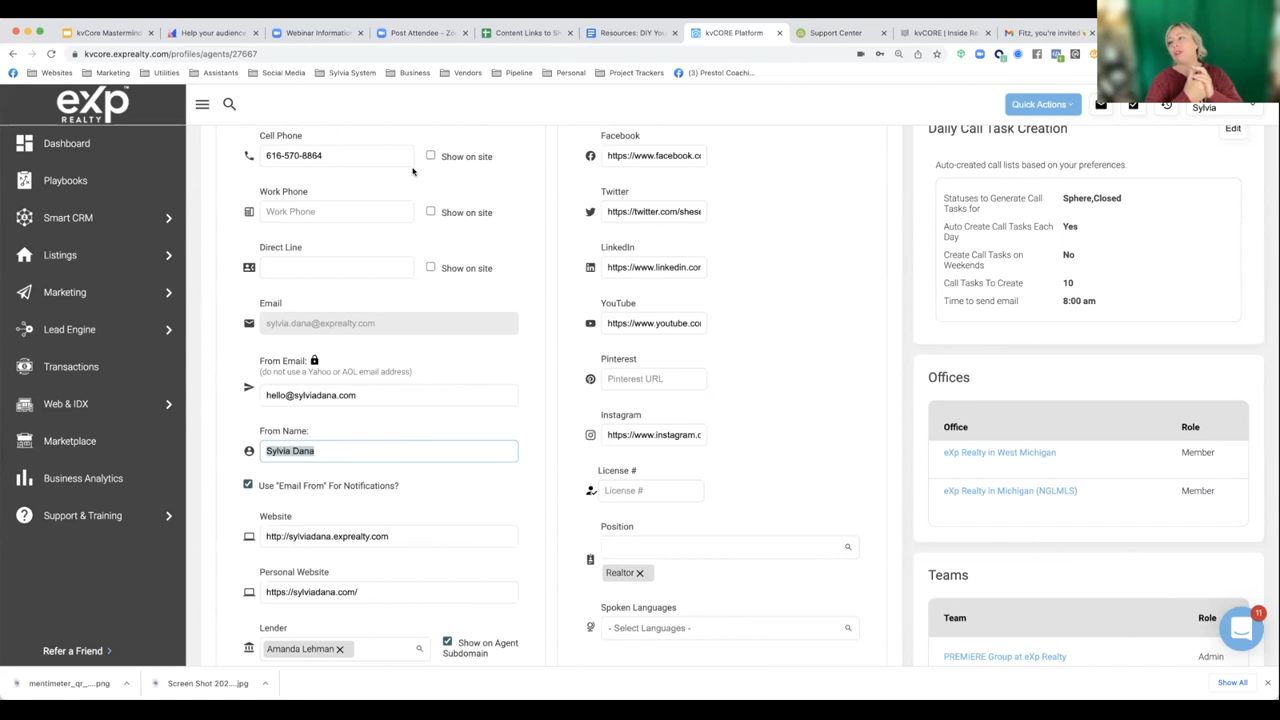 kvCore Mastermind
Help your audience
Webinar Informatio
Post Attendee - Zo
Content Links to Sh
Resources: DIY You
kvCORE Platform
Support Center
kvCORE | Inside Re
Fitz, you're invited
kvcore.exprealty.com/profiles/agents/27667
Websites
Marketing
Utilities
Assistants
Social Media
Sylvia System
Business
Vendors
Pipeline
Personal
Project Trackers
(3) Presto! Coachi...
eXp
REALTY
Quick Actions
Sylvia
Dashboard
Playbooks
Smart CRM
Listings
Marketing
Lead Engine
Transactions
Web & IDX
Marketplace
Business Analytics
Support & Training
Refer a Friend
Cell Phone
616-570-8864
Show on site
Work Phone
Work Phone
Show on site
Direct Line
Show on site
Email
sylvia.dana@exprealty.com
From Email:
(do not use a Yahoo or AOL email address)
hello@sylviadana.com
From Name:
Sylvia Dana
Use "Email From" For Notifications?
Website
http://sylviadana.exprealty.com
Personal Website
https://sylviadana.com/
Lender
Amanda Lehman
Show on Agent
Subdomain
Facebook
https://www.facebook.cc
Twitter
https://twitter.com/shese
LinkedIn
https://www.linkedin.cor
YouTube
https://www.youtube.co
Pinterest
Pinterest URL
Instagram
https://www.instagram.c
License #
License #
Position
Realtor
Spoken Languages
- Select Languages -
Daily Call Task Creation
Edit
Auto-created call lists based on your preferences.
Statuses to Generate Call
Tasks for
Sphere,Closed
Auto Create Call Tasks Each
Day
Yes
Create Call Tasks on
Weekends
No
Call Tasks To Create
10
Time to send email
8:00 am
Offices
Office
Role
eXp Realty in West Michigan
Member
eXp Realty in Michigan (NGLMLS)
Member
Teams
Team
Role
PREMIERE Group at eXp Realty
Admin
11
mentimeter_qr_....png
Screen Shot 202....jpg
Show All